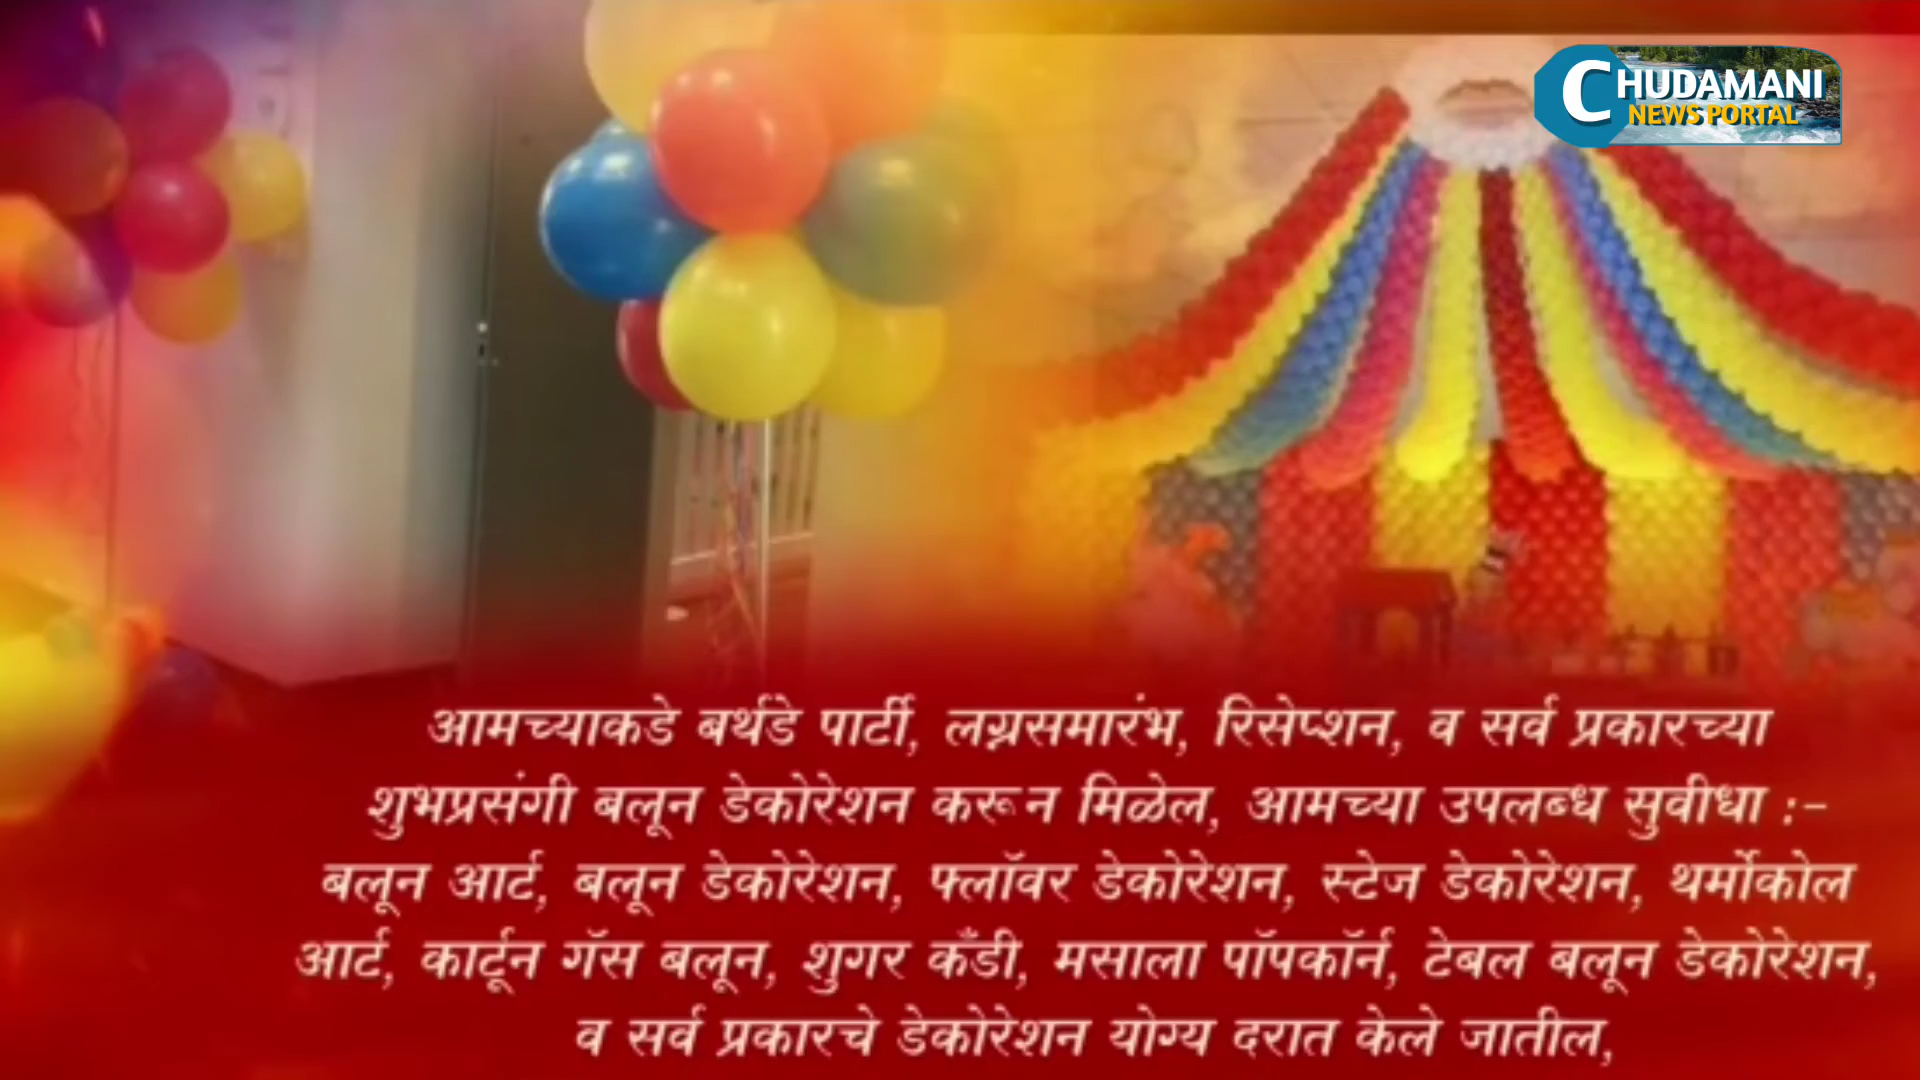 CHUDAMANI
NEWS PORTAL
आमच्याकडे बर्थडे पार्टी, लग्नसमारंभ, रिसेप्शन, व सर्व प्रकारच्या
शुभप्रसंगी बलून डेकोरेशन करून मिळेल, आमच्या उपलब्ध सुवीधा :-
बलून आर्ट, बलून डेकोरेशन, फ्लॉवर डेकोरेशन, स्टेज डेकोरेशन, थर्मोकोल
आर्ट, कार्टून गॅस बलून, शुगर कँडी, मसाला पॉपकॉर्न, टेबल बलून डेकोरेशन,
व सर्व प्रकारचे डेकोरेशन योग्य दरात केले जातील,